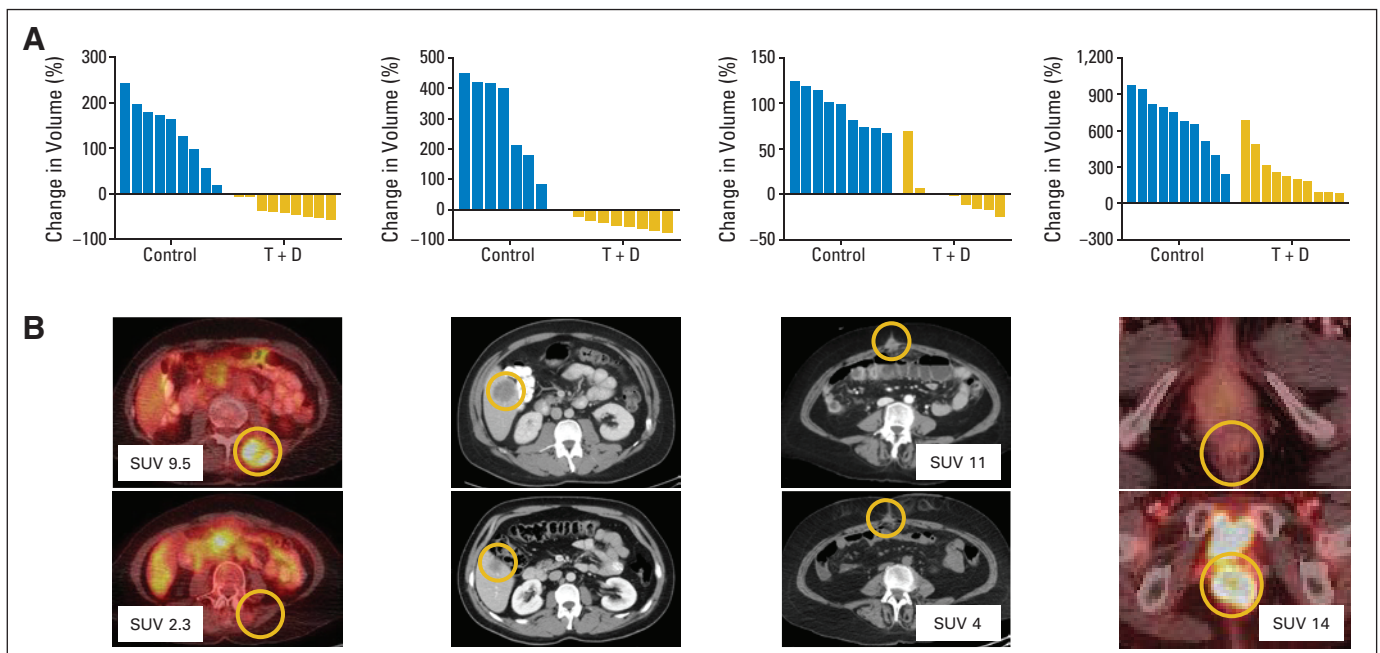 A
Change in Volume (%)
300
200
100
0
−100
Control
T + D
Change in Volume (%)
500
400
300
200
100
0
−100
Control
T + D
Change in Volume (%)
150
100
50
0
−50
Control
T + D
Change in Volume (%)
1,200
900
600
300
0
−300
Control
T + D
B
SUV 9.5
SUV 11
SUV 2.3
SUV 4
SUV 14